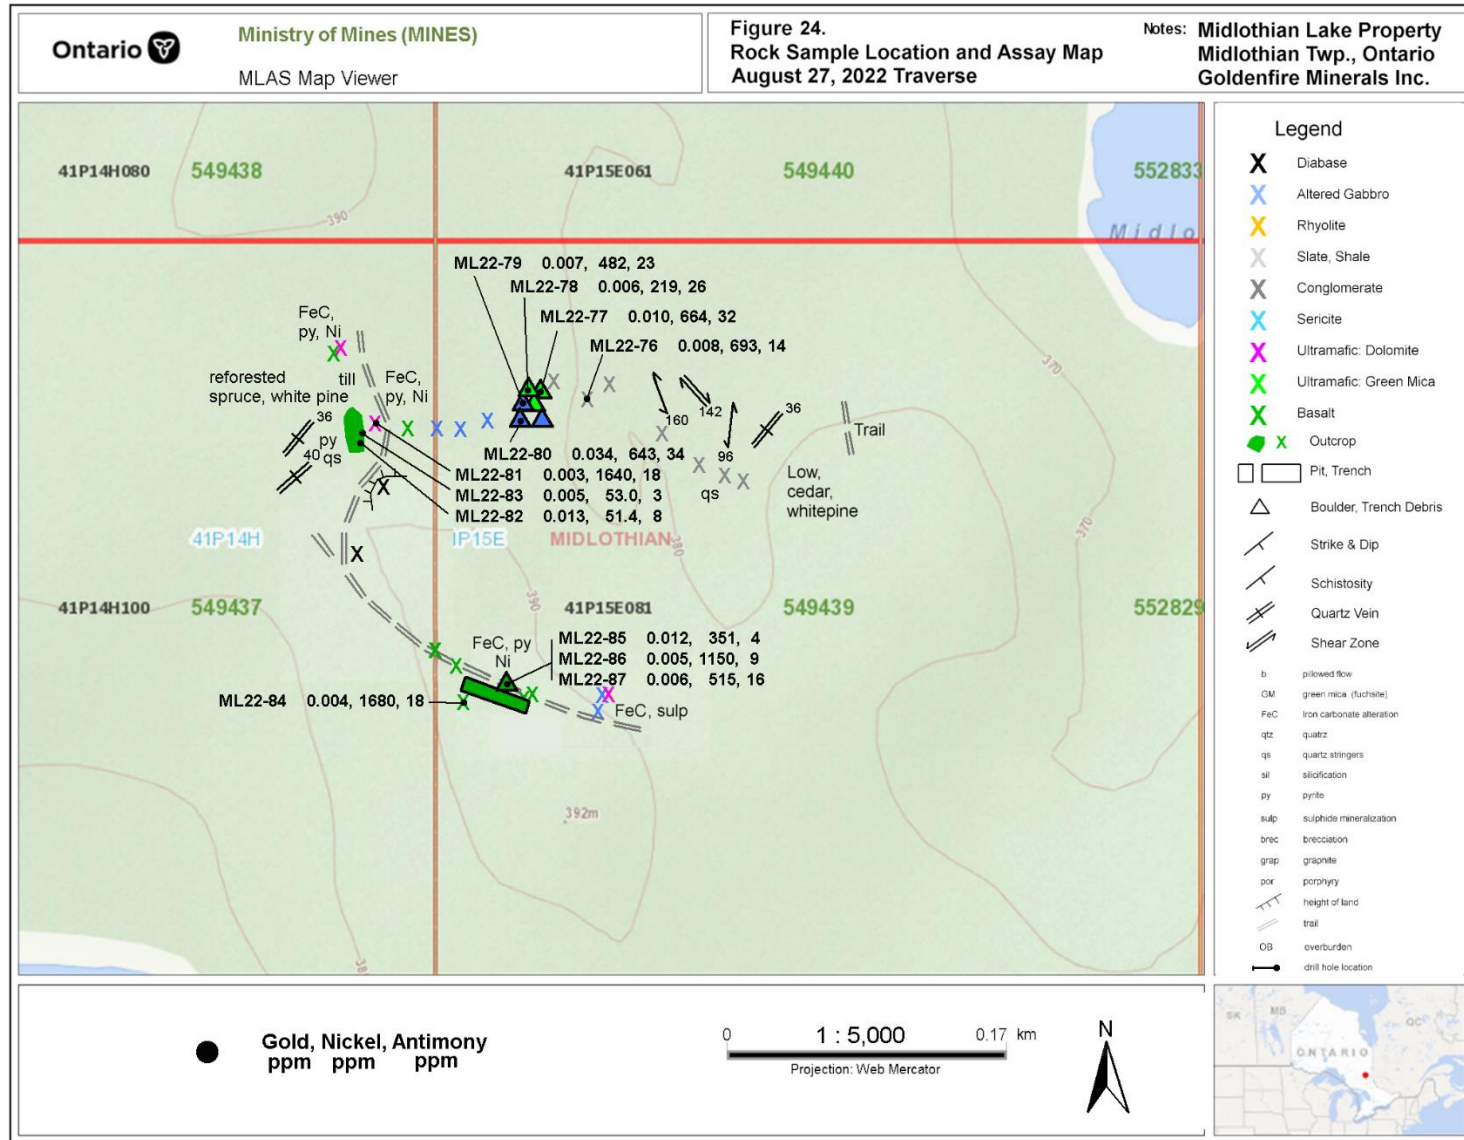 Ontario
Ministry of Mines (MINES)
MLAS Map Viewer
Figure 24.
Rock Sample Location and Assay Map
August 27, 2022 Traverse
Notes: Midlothian Lake Property
Midlothian Twp., Ontario
Goldenfire Minerals Inc.
41P14H080 549438 41P15E061 549440 552833
390
Midlo
ML22-79 0.007, 482, 23
ML22-78 0.006, 219, 26
ML22-77 0.010, 664, 32
ML22-76 0.008, 693, 14
FeC,
py, Ni
till
reforested
spruce, white pine
FeC,
py, Ni
370
36
py
40 qs
160
142
96
36
Trail
qs
Low,
cedar,
whitepine
ML22-80 0.034, 643, 34
ML22-81 0.003, 1640, 18
ML22-83 0.005, 53.0, 3
ML22-82 0.013, 51.4, 8
41P14H IP15E MIDLOTHIAN
380
370
390
41P14H100 549437 41P15E081 549439 552829
FeC, py
Ni
ML22-85 0.012, 351, 4
ML22-86 0.005, 1150, 9
ML22-87 0.006, 515, 16
ML22-84 0.004, 1680, 18
FeC, sulp
392m
Legend
Diabase
Altered Gabbro
Rhyolite
Slate, Shale
Conglomerate
Sericite
Ultramafic: Dolomite
Ultramafic: Green Mica
Basalt
Outcrop
Pit, Trench
Boulder, Trench Debris
Strike & Dip
Schistosity
Quartz Vein
Shear Zone
b pillowed flow
GM green mica (fuchsite)
FeC iron carbonate alteration
qtz quatrz
qs quartz stringers
sil silicification
py pyrite
sulp sulphide mineralization
brec brecciation
grap graphite
por porphyry
height of land
trail
OB overburden
drill hole location
Gold, Nickel, Antimony
ppm ppm ppm
0 1 : 5,000 0.17 km
Projection: Web Mercator
N
SK MB ONTARIO QC